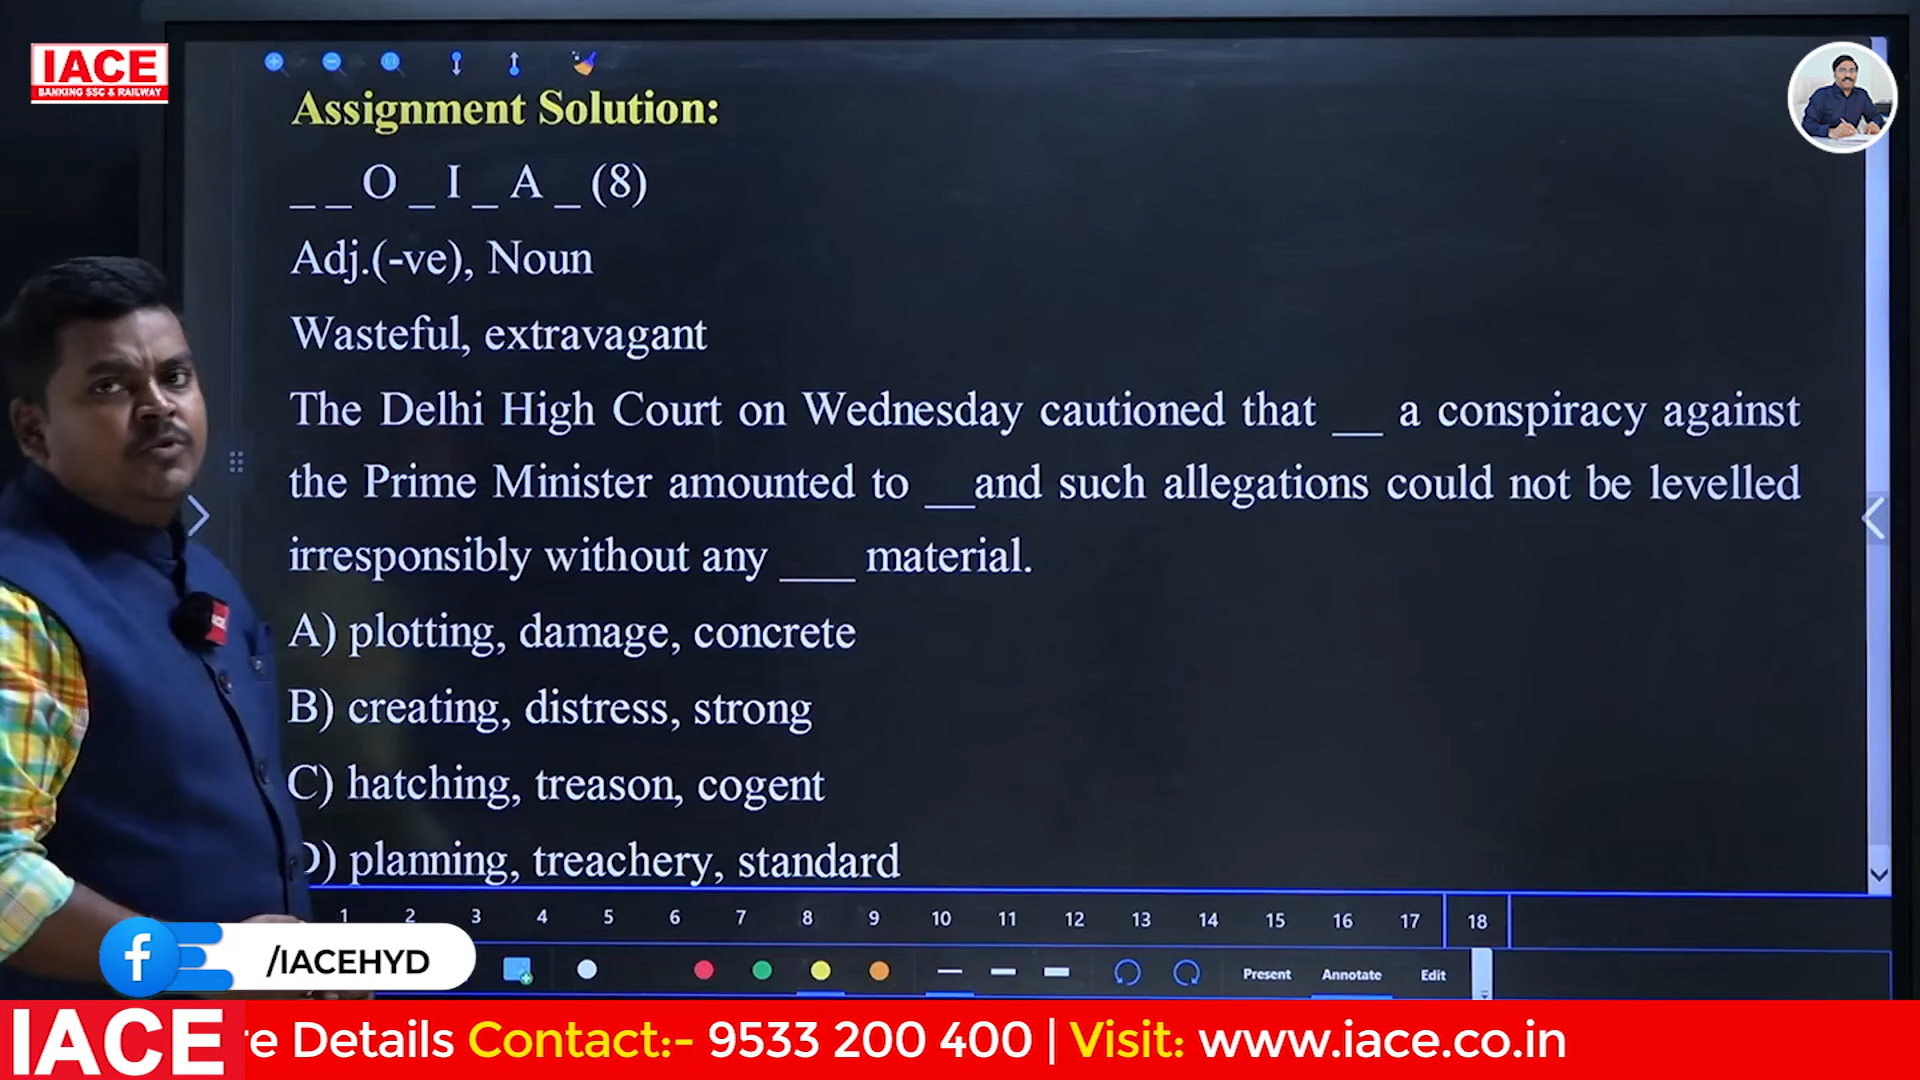 IACE
BANKING SSC & RAILWAY
Assignment Solution:
_ _ O _ I _ A _ (8)
Adj.(-ve), Noun
Wasteful, extravagant
The Delhi High Court on Wednesday cautioned that __ a conspiracy against
the Prime Minister amounted to __and such allegations could not be levelled
irresponsibly without any ___ material.
A) plotting, damage, concrete
B) creating, distress, strong
C) hatching, treason, cogent
D) planning, treachery, standard
1 2 3 4 5 6 7 8 9 10 11 12 13 14 15 16 17 18
Present Annotate Edit
f /IACEHYD
IACE re Details Contact:- 9533 200 400 | Visit: www.iace.co.in